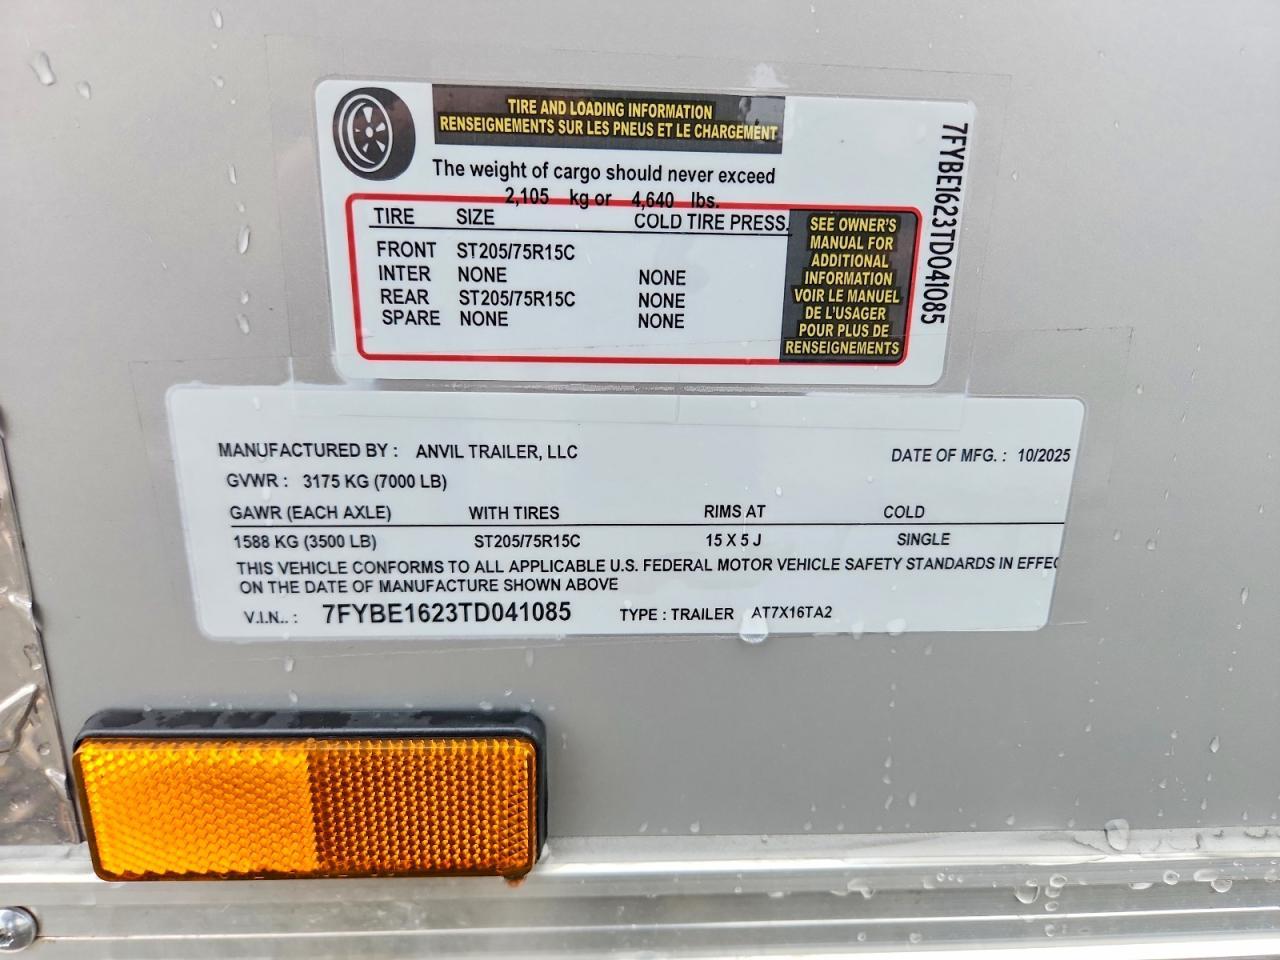 TIRE AND LOADING INFORMATION
RENSEIGNEMENTS SUR LES PNEUS ET LE CHARGEMENT
The weight of cargo should never exceed
2,105 kg or 4,640 lbs.
TIRE SIZE COLD TIRE PRESS.
FRONT ST205/75R15C
INTER NONE NONE
REAR ST205/75R15C NONE
SPARE NONE NONE
SEE OWNER'S
MANUAL FOR
ADDITIONAL
INFORMATION
VOIR LE MANUEL
DE L'USAGER
POUR PLUS DE
RENSEIGNEMENTS
7FYBE1623TD041085
MANUFACTURED BY : ANVIL TRAILER, LLC DATE OF MFG. : 10/2025
GVWR : 3175 KG (7000 LB)
GAWR (EACH AXLE) WITH TIRES RIMS AT COLD
1588 KG (3500 LB) ST205/75R15C 15 X 5 J SINGLE
THIS VEHICLE CONFORMS TO ALL APPLICABLE U.S. FEDERAL MOTOR VEHICLE SAFETY STANDARDS IN EFFEC
ON THE DATE OF MANUFACTURE SHOWN ABOVE
V.I.N.. : 7FYBE1623TD041085 TYPE : TRAILER AT7X16TA2